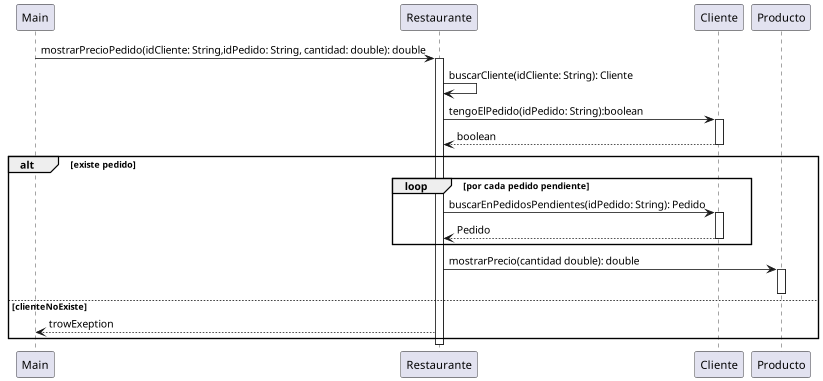 Main Restaurante Cliente Producto
mostrarPrecioPedido(idCliente: String,idPedido: String, cantidad: double): double
buscarCliente(idCliente: String): Cliente
tengoElPedido(idPedido: String):boolean
boolean
alt [existe pedido]
loop [por cada pedido pendiente]
buscarEnPedidosPendientes(idPedido: String): Pedido
Pedido
mostrarPrecio(cantidad double): double
[clienteNoExiste]
trowExeption
Main Restaurante Cliente Producto